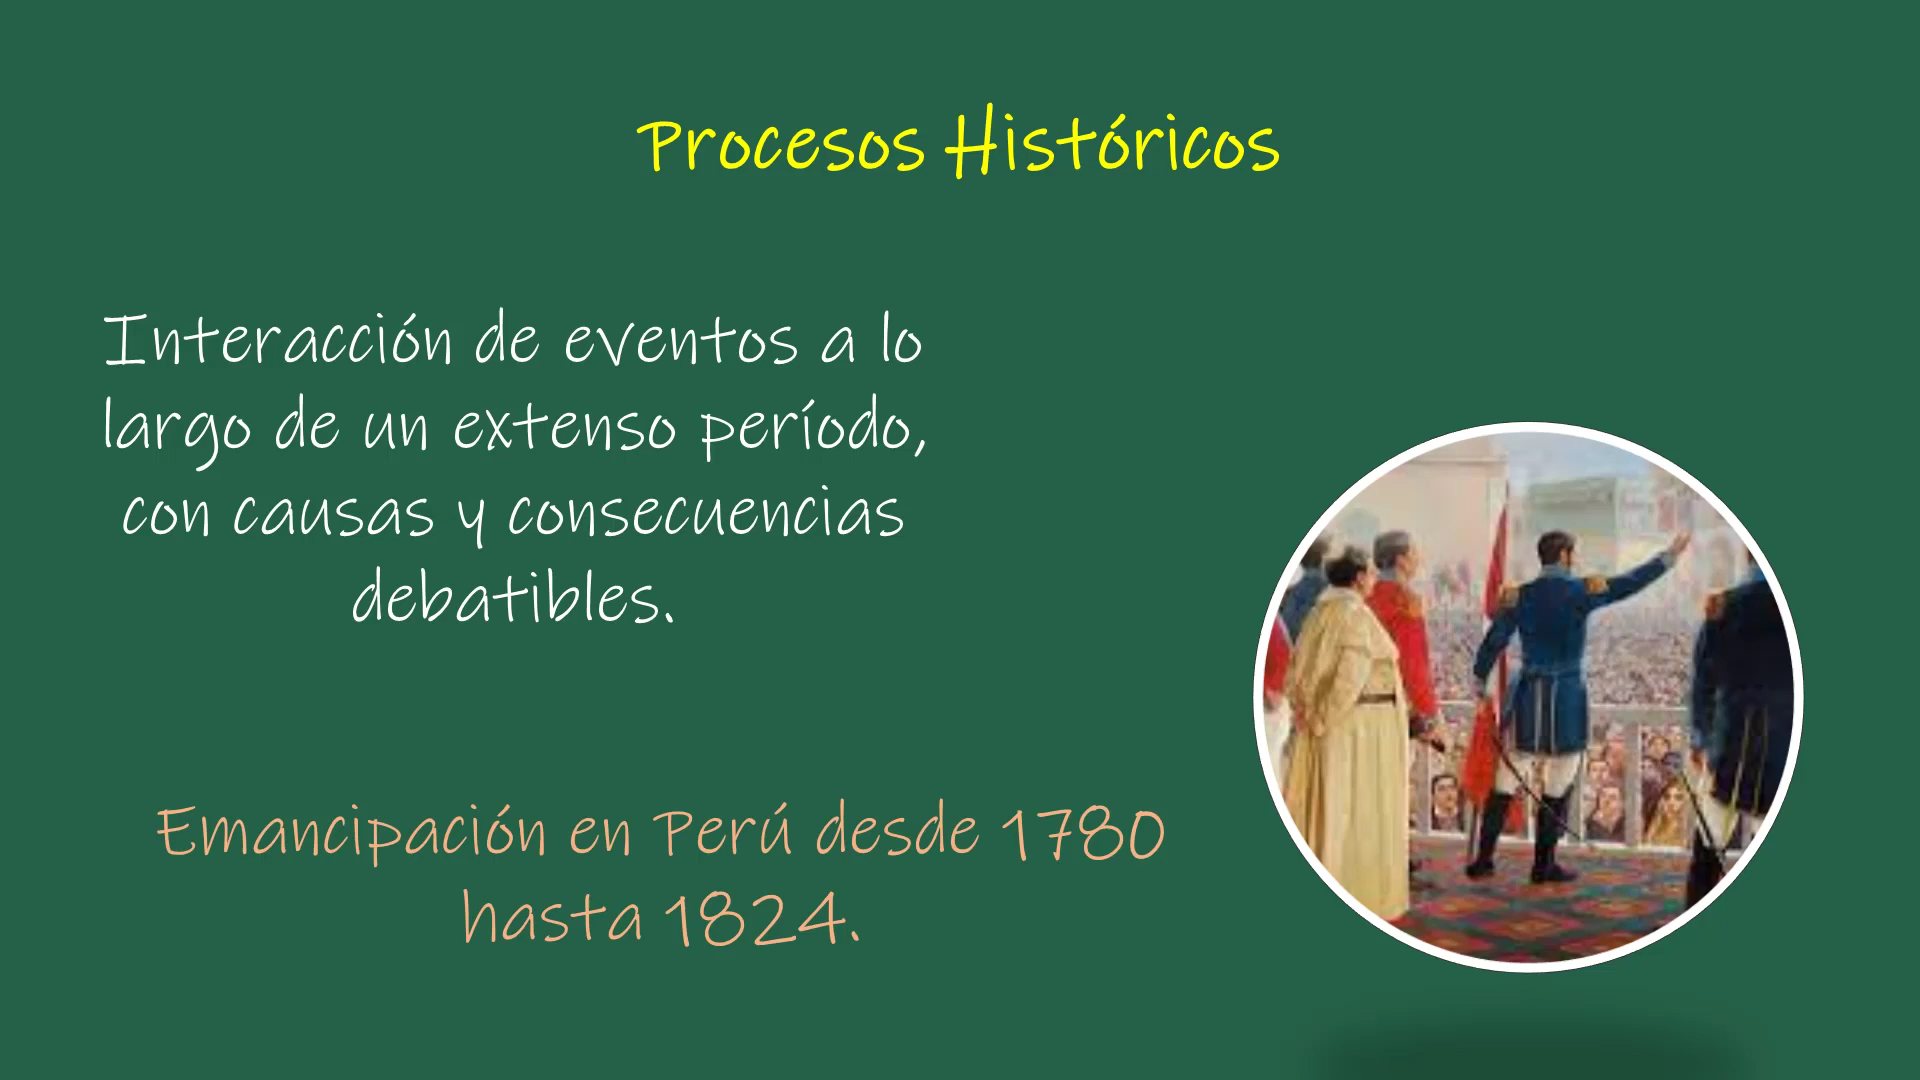 Procesos Históricos
Interacción de eventos a lo
largo de un extenso período,
con causas y consecuencias
debatibles.
Emancipación en Perú desde 1780
hasta 1824.